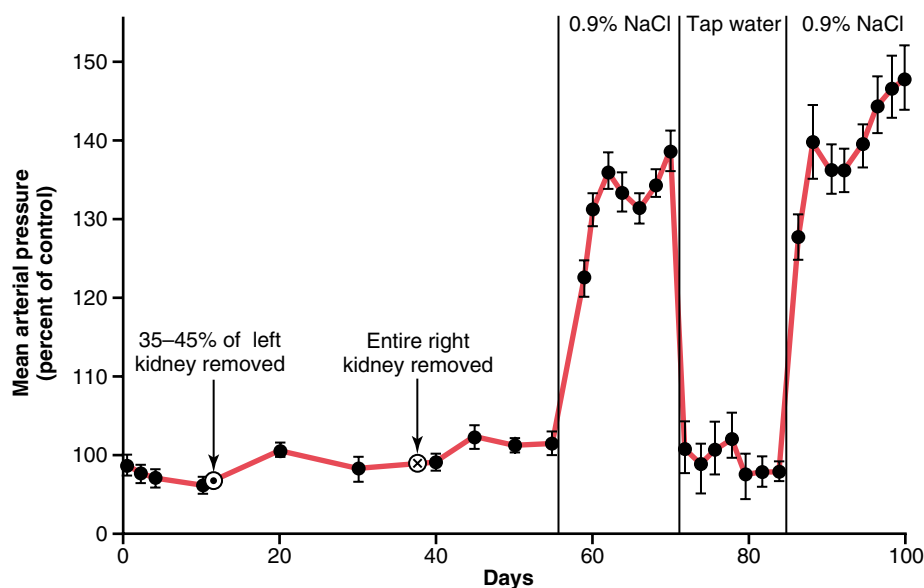 0.9% NaCl
Tap water
0.9% NaCl
150
140
130
120
110
100
0
Mean arterial pressure
(percent of control)
35–45% of left
kidney removed
Entire right
kidney removed
0
20
40
60
80
100
Days